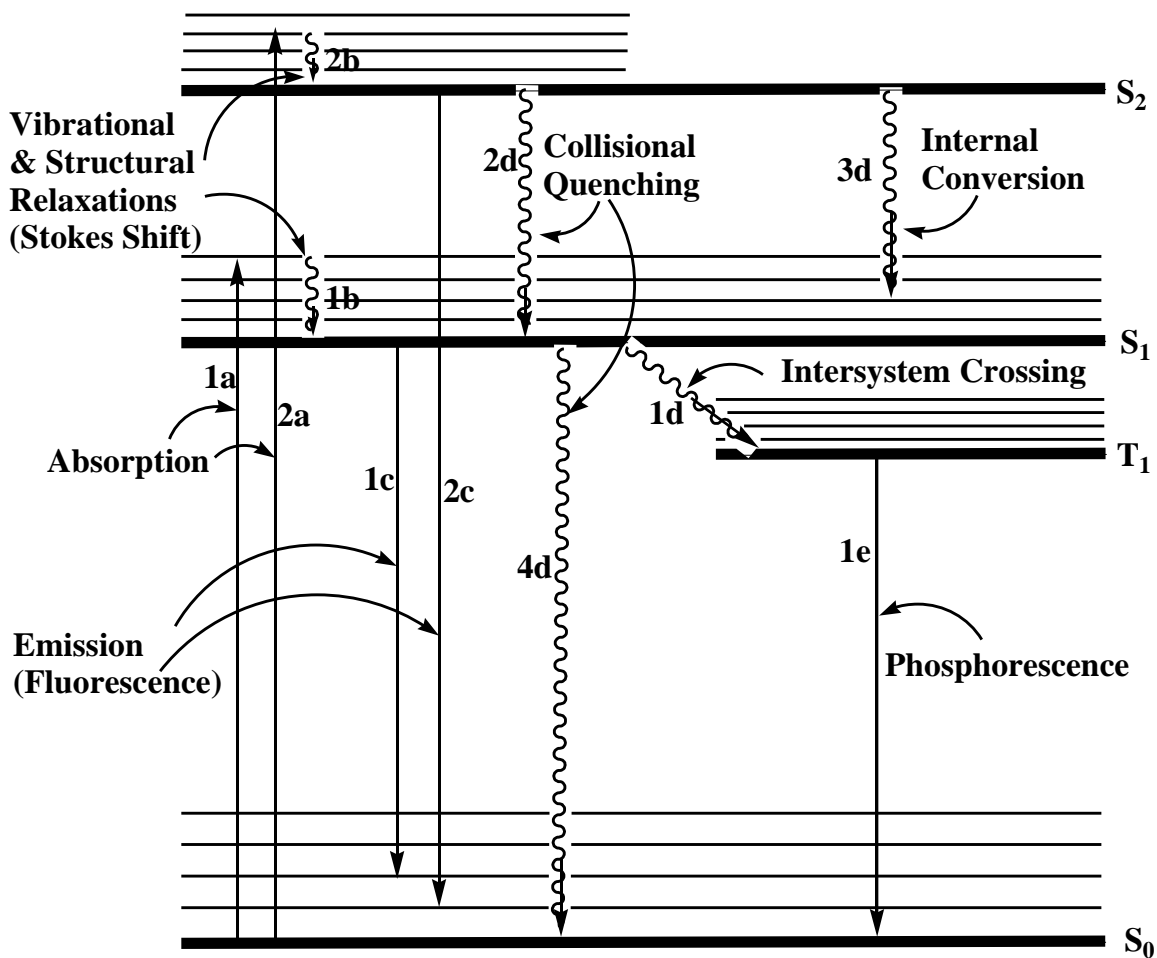 2b
S₂
Vibrational
& Structural
Relaxations
(Stokes Shift)
2d
Collisional
Quenching
3d
Internal
Conversion
1b
S₁
1a
2a
Absorption
Intersystem Crossing
1d
T₁
1c
2c
4d
1e
Emission
(Fluorescence)
Phosphorescence
S₀